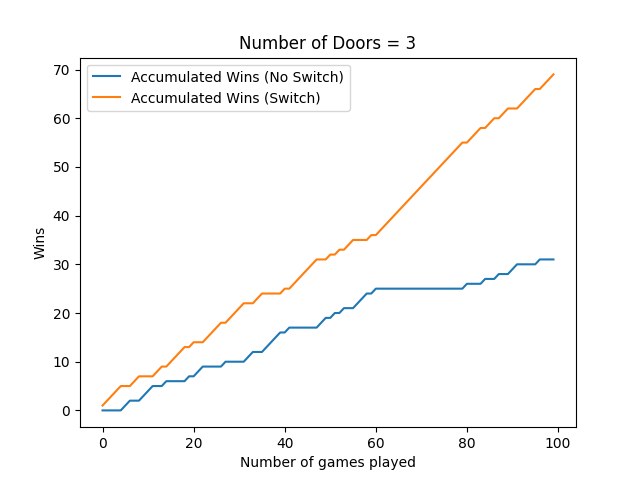 Number of Doors = 3
Accumulated Wins (No Switch)
Accumulated Wins (Switch)
Wins
70
60
50
40
30
20
10
0
0 20 40 60 80 100
Number of games played